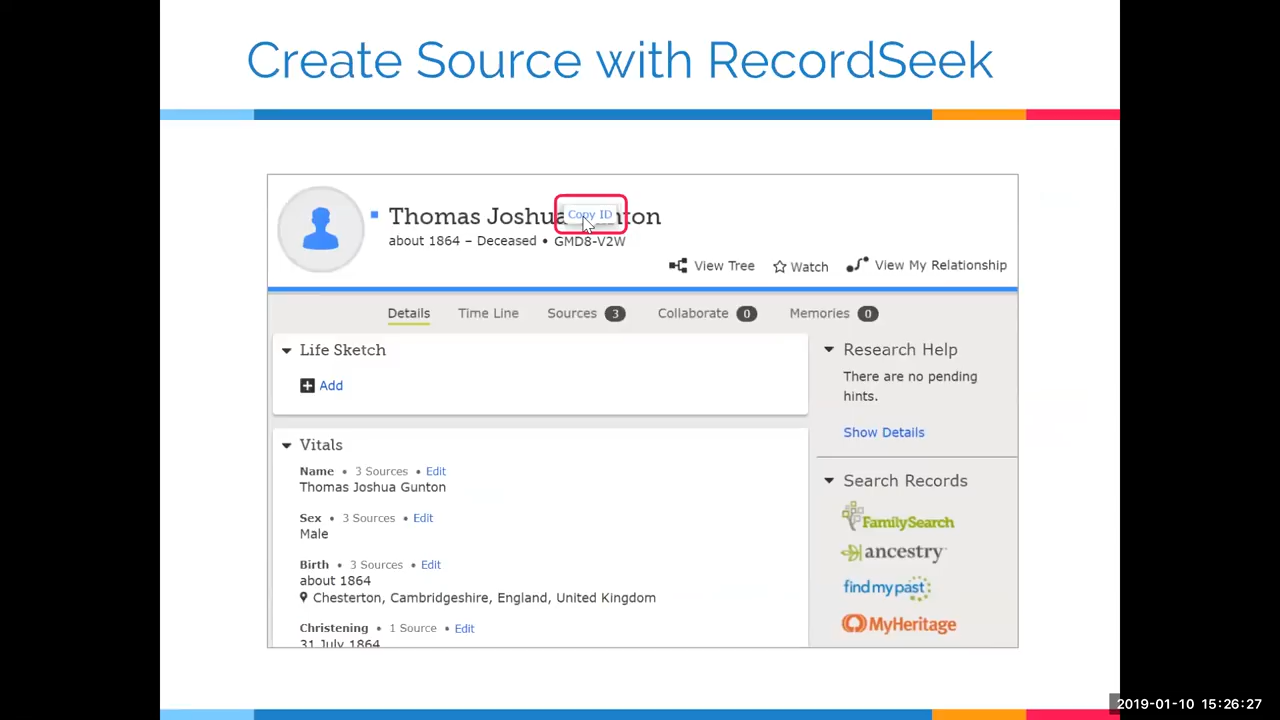 Create Source with RecordSeek
Thomas Joshua nton
Copy ID
about 1864 – Deceased • GMD8-V2W
View Tree Watch View My Relationship
Details Time Line Sources 3 Collaborate 0 Memories 0
Life Sketch
Add
Vitals
Name • 3 Sources • Edit
Thomas Joshua Gunton
Sex • 3 Sources • Edit
Male
Birth • 3 Sources • Edit
about 1864
Chesterton, Cambridgeshire, England, United Kingdom
Christening • 1 Source • Edit
31 July 1864
Research Help
There are no pending
hints.
Show Details
Search Records
FamilySearch
ancestry
findmypast
MyHeritage
2019-01-10 15:26:27